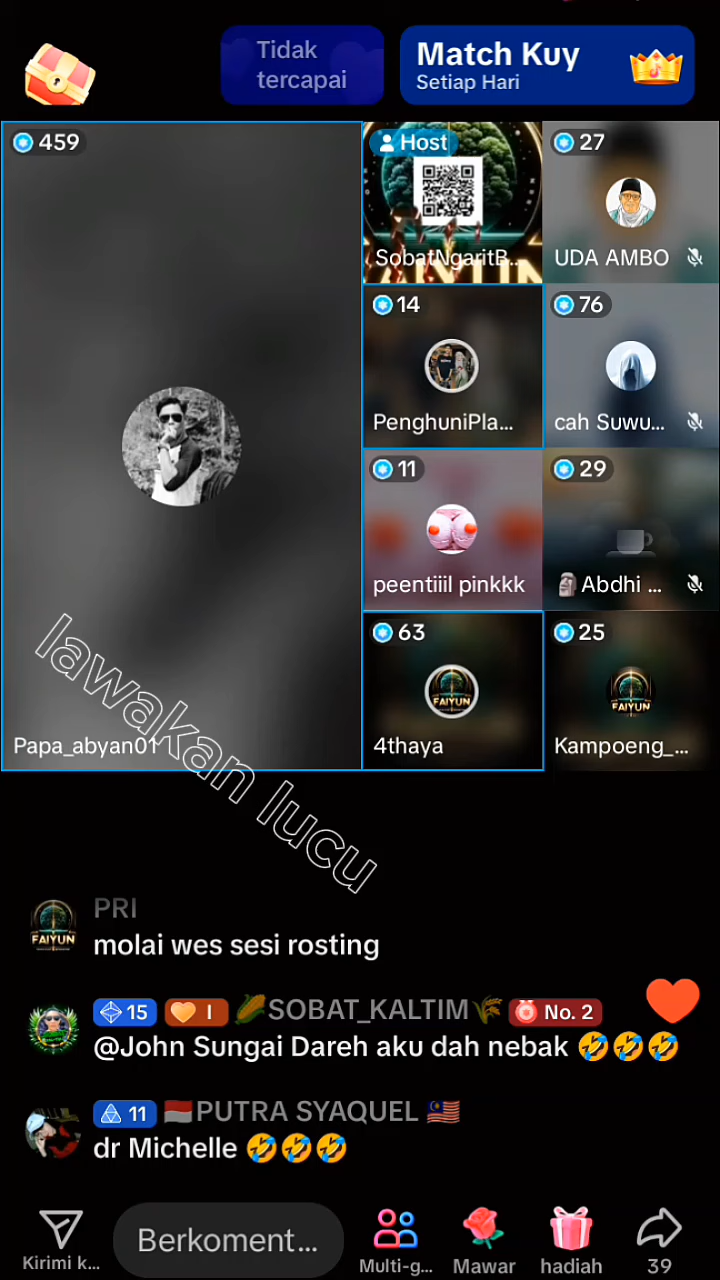 Tidak
tercapai
Match Kuy
Setiap Hari
459
Host
27
SobatNgaritB...
UDA AMBO
14
76
PenghuniPla...
cah Suwu...
11
29
peentiiil pinkkk
🗿Abdhi ...
63
25
FAIYUN
FAIYUN
Papa_abyan01
4thaya
Kampoeng_...
lawakan lucu
PRI
FAIYUN
molai wes sesi rosting
15
I
🌽SOBAT_KALTIM🌾
No. 2
@John Sungai Dareh aku dah nebak 🤣🤣🤣
11
🇮🇩PUTRA SYAQUEL 🇲🇾
dr Michelle 🤣🤣🤣
Berkoment...
Kirimi k...
Multi-g...
Mawar
hadiah
39